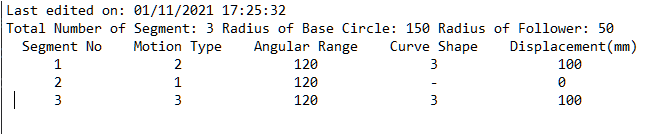 Last edited on: 01/11/2021 17:25:32
Total Number of Segment: 3 Radius of Base Circle: 150 Radius of Follower: 50
Segment No Motion Type Angular Range Curve Shape Displacement(mm)
1 2 120 3 100
2 1 120 - 0
3 3 120 3 100